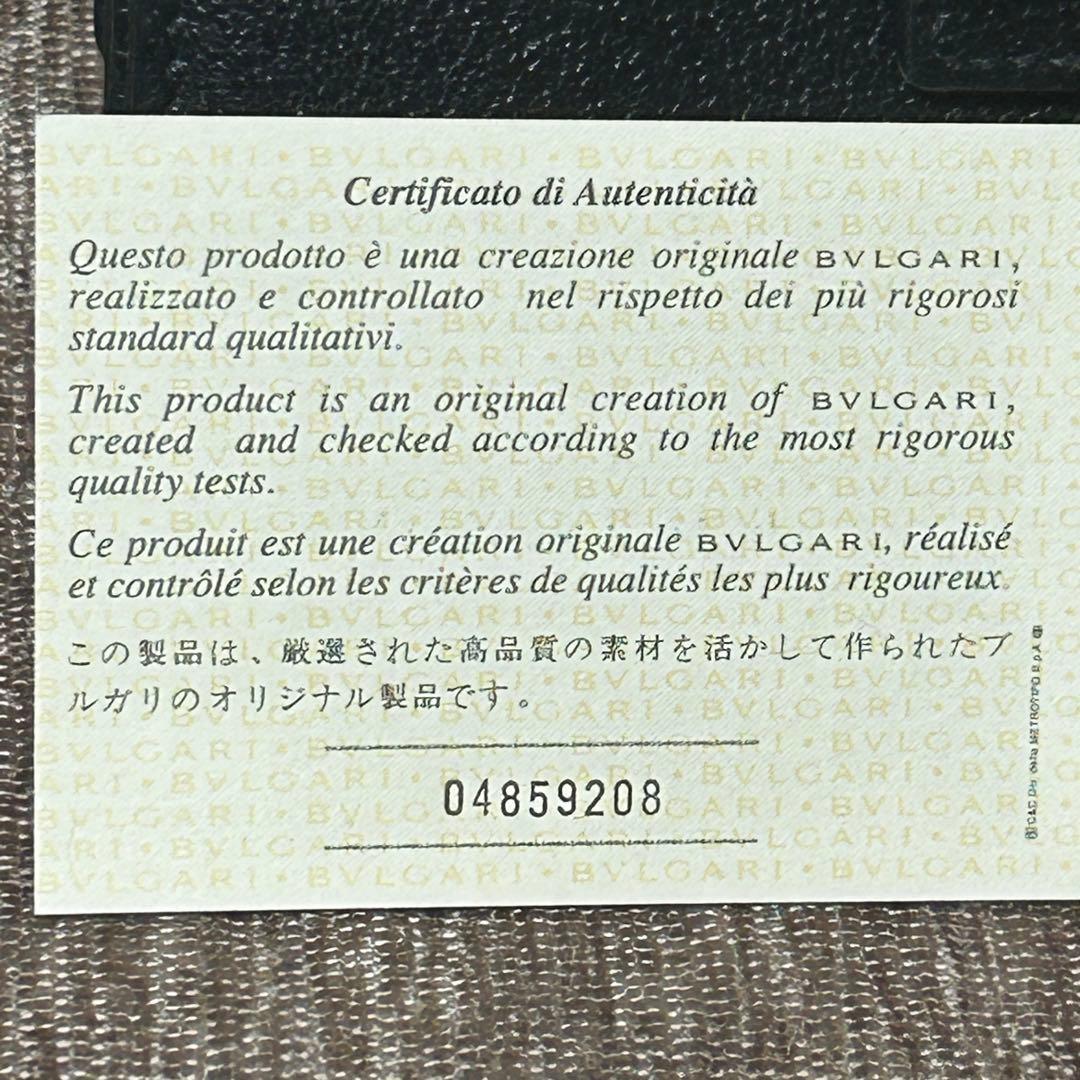 Certificato di Autenticità
Questo prodotto è una creazione originale BVLGARI,
realizzato e controllato nel rispetto dei più rigorosi
standard qualitativi.
This product is an original creation of BVLGARI,
created and checked according to the most rigorous
quality tests.
Ce produit est une création originale BVLGARI, réalisé
et contrôlé selon les critères de qualités les plus rigoureux.
この製品は、厳選された高品質の素材を活かして作られたブ
ルガリのオリジナル製品です。
04859208